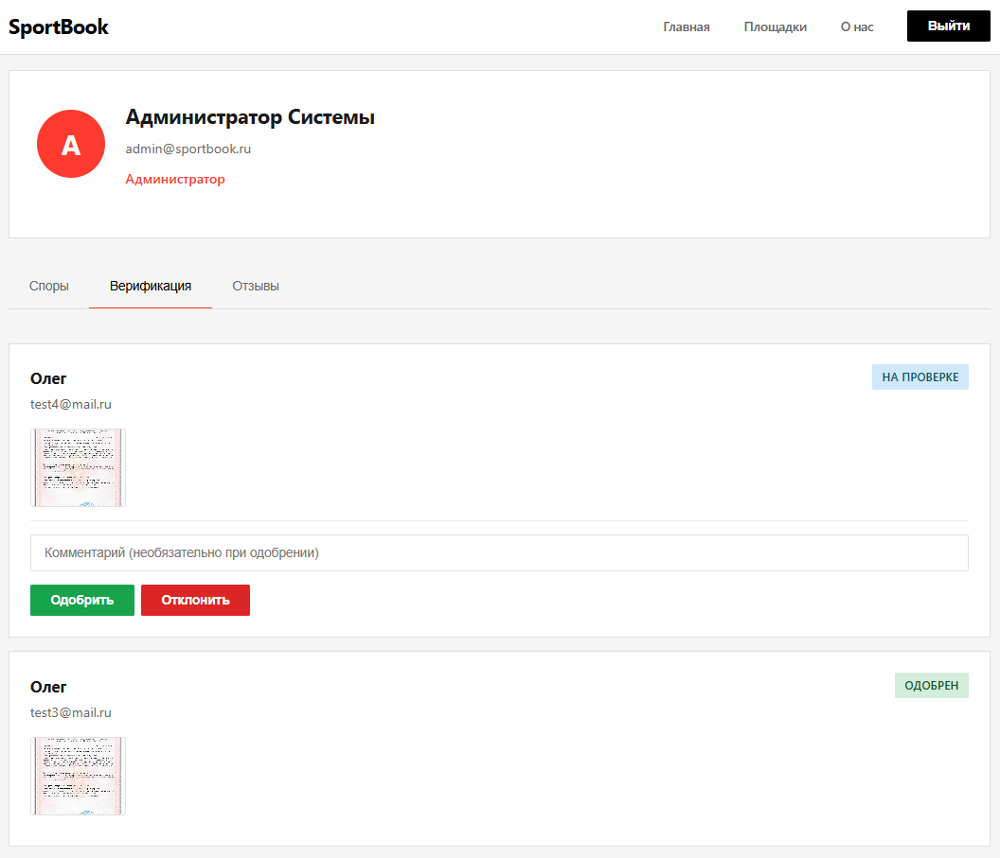 SportBook
Главная Площадки О нас Выйти
А
Администратор Системы
admin@sportbook.ru
Администратор
Споры Верификация Отзывы
Олег
НА ПРОВЕРКЕ
test4@mail.ru
Комментарий (необязательно при одобрении)
Одобрить Отклонить
Олег
ОДОБРЕН
test3@mail.ru